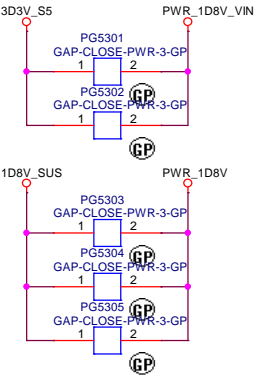 3D3V_S5 PWR_1D8V_VIN
PG5301
GAP-CLOSE-PWR-3-GP
1 2
GP
PG5302
GAP-CLOSE-PWR-3-GP
1 2
GP
1D8V_SUS PWR_1D8V
PG5303
GAP-CLOSE-PWR-3-GP
1 2
GP
PG5304
GAP-CLOSE-PWR-3-GP
1 2
GP
PG5305
GAP-CLOSE-PWR-3-GP
1 2
GP